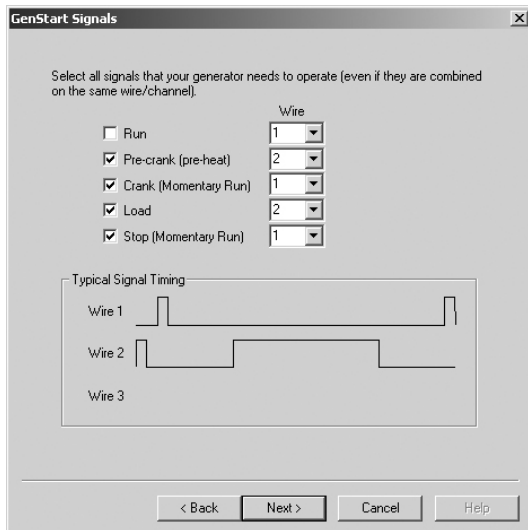 GenStart Signals
Select all signals that your generator needs to operate (even if they are combined
on the same wire/channel).
Wire
Run 1
Pre-crank (pre-heat) 2
Crank (Momentary Run) 1
Load 2
Stop (Momentary Run) 1
Typical Signal Timing
Wire 1
Wire 2
Wire 3
< Back Next > Cancel Help